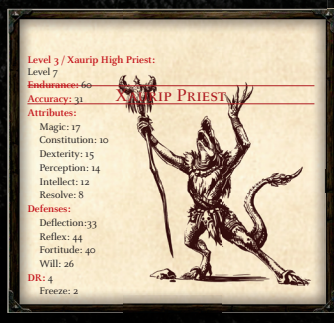 Level 3 / Xaurip High Priest:
Level 7
Endurance: 60
Accuracy: 31
Xaurip Priest
Attributes:
Magic: 17
Constitution: 10
Dexterity: 15
Perception: 14
Intellect: 12
Resolve: 8
Defenses:
Deflection:33
Reflex: 44
Fortitude: 40
Will: 26
DR: 4
Freeze: 2